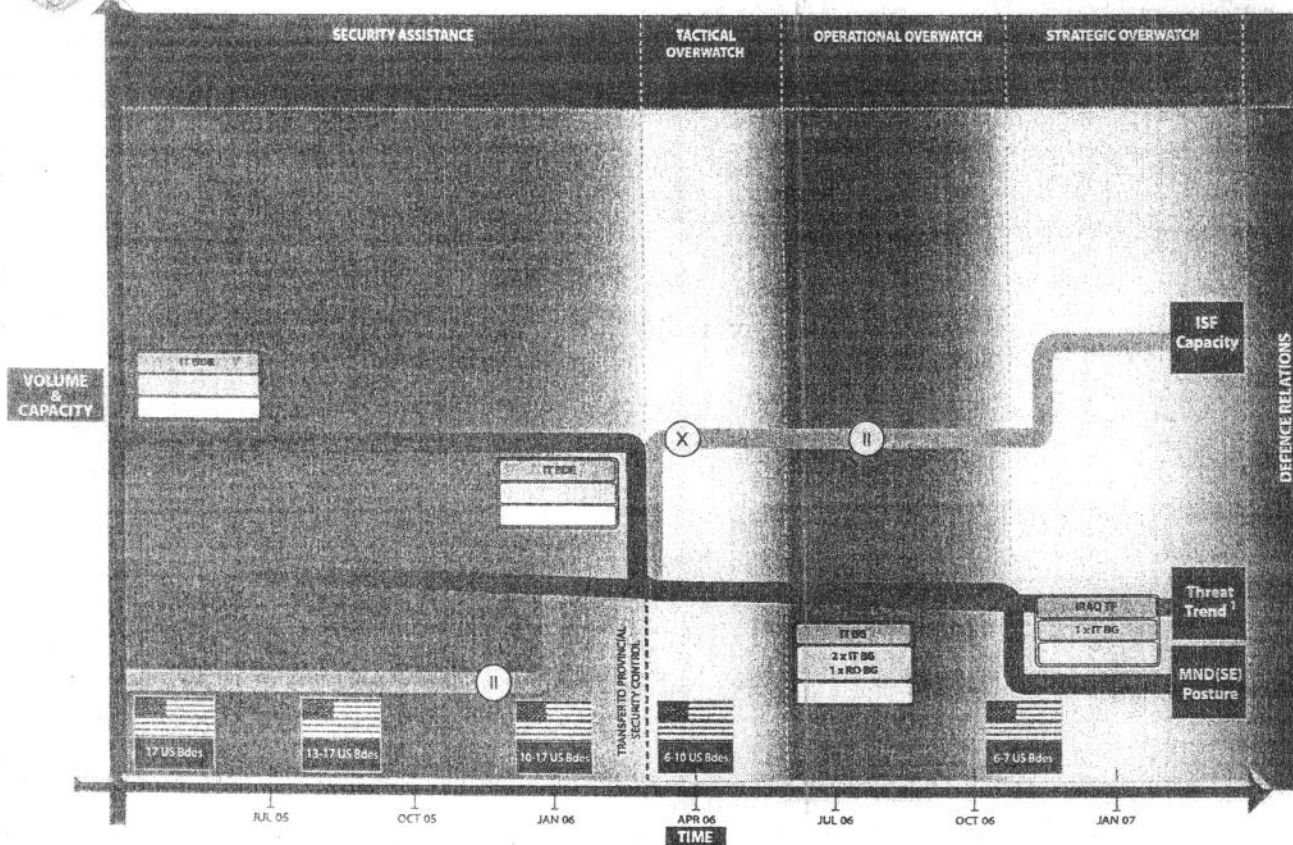 SECURITY ASSISTANCE
TACTICAL
OVERWATCH
OPERATIONAL OVERWATCH
STRATEGIC OVERWATCH
DEFENCE RELATIONS
VOLUME
&
CAPACITY
IT BDE
IT BDE
X
II
ISF
Capacity
Threat
Trend 1
MND(SE)
Posture
IRAQ TF
1 x IT BG
IT BG
2 x IT BG
1 x RO BG
II
TRANSFER TO PROVINCIAL
SECURITY CONTROL
17 US Bdes
13-17 US Bdes
10-17 US Bdes
6-10 US Bdes
6-7 US Bdes
JUL 05
OCT 05
JAN 06
APR 06
JUL 06
OCT 06
JAN 07
TIME